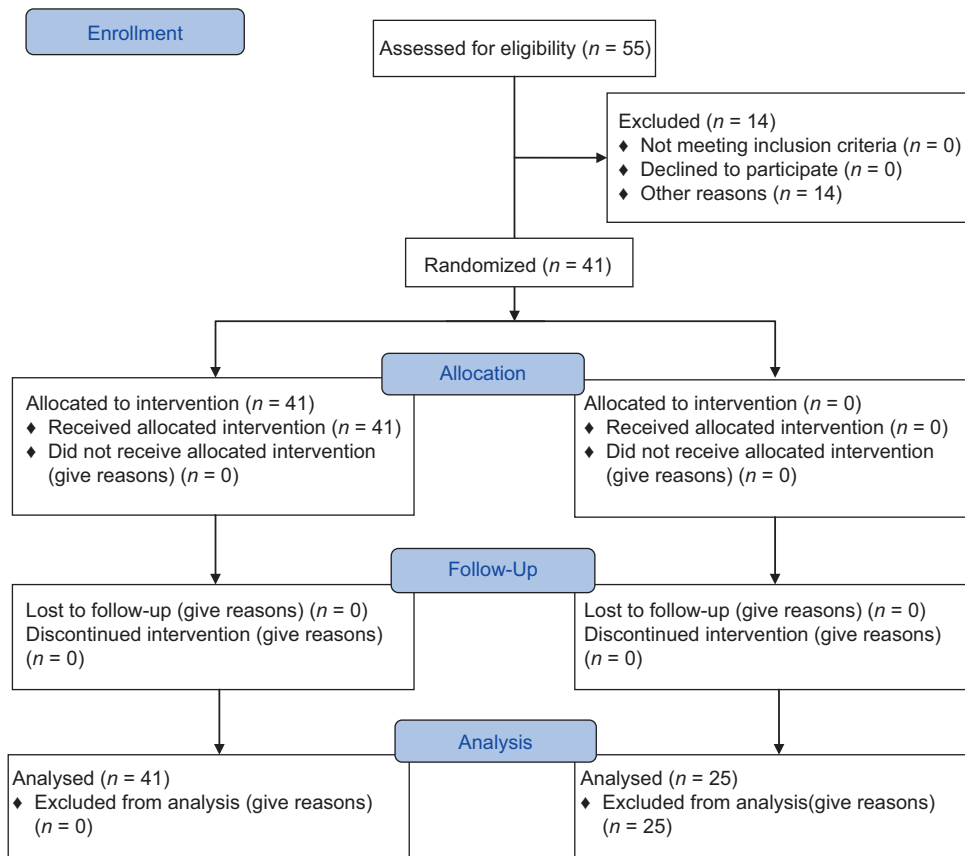 Enrollment
Assessed for eligibility (n = 55)
Excluded (n = 14)
♦ Not meeting inclusion criteria (n = 0)
♦ Declined to participate (n = 0)
♦ Other reasons (n = 14)
Randomized (n = 41)
Allocation
Allocated to intervention (n = 41)
♦ Received allocated intervention (n = 41)
♦ Did not receive allocated intervention
(give reasons) (n = 0)
Allocated to intervention (n = 0)
♦ Received allocated intervention (n = 0)
♦ Did not receive allocated intervention
(give reasons) (n = 0)
Follow-Up
Lost to follow-up (give reasons) (n = 0)
Discontinued intervention (give reasons)
(n = 0)
Lost to follow-up (give reasons) (n = 0)
Discontinued intervention (give reasons)
(n = 0)
Analysis
Analysed (n = 41)
♦ Excluded from analysis (give reasons)
(n = 0)
Analysed (n = 25)
♦ Excluded from analysis(give reasons)
(n = 25)